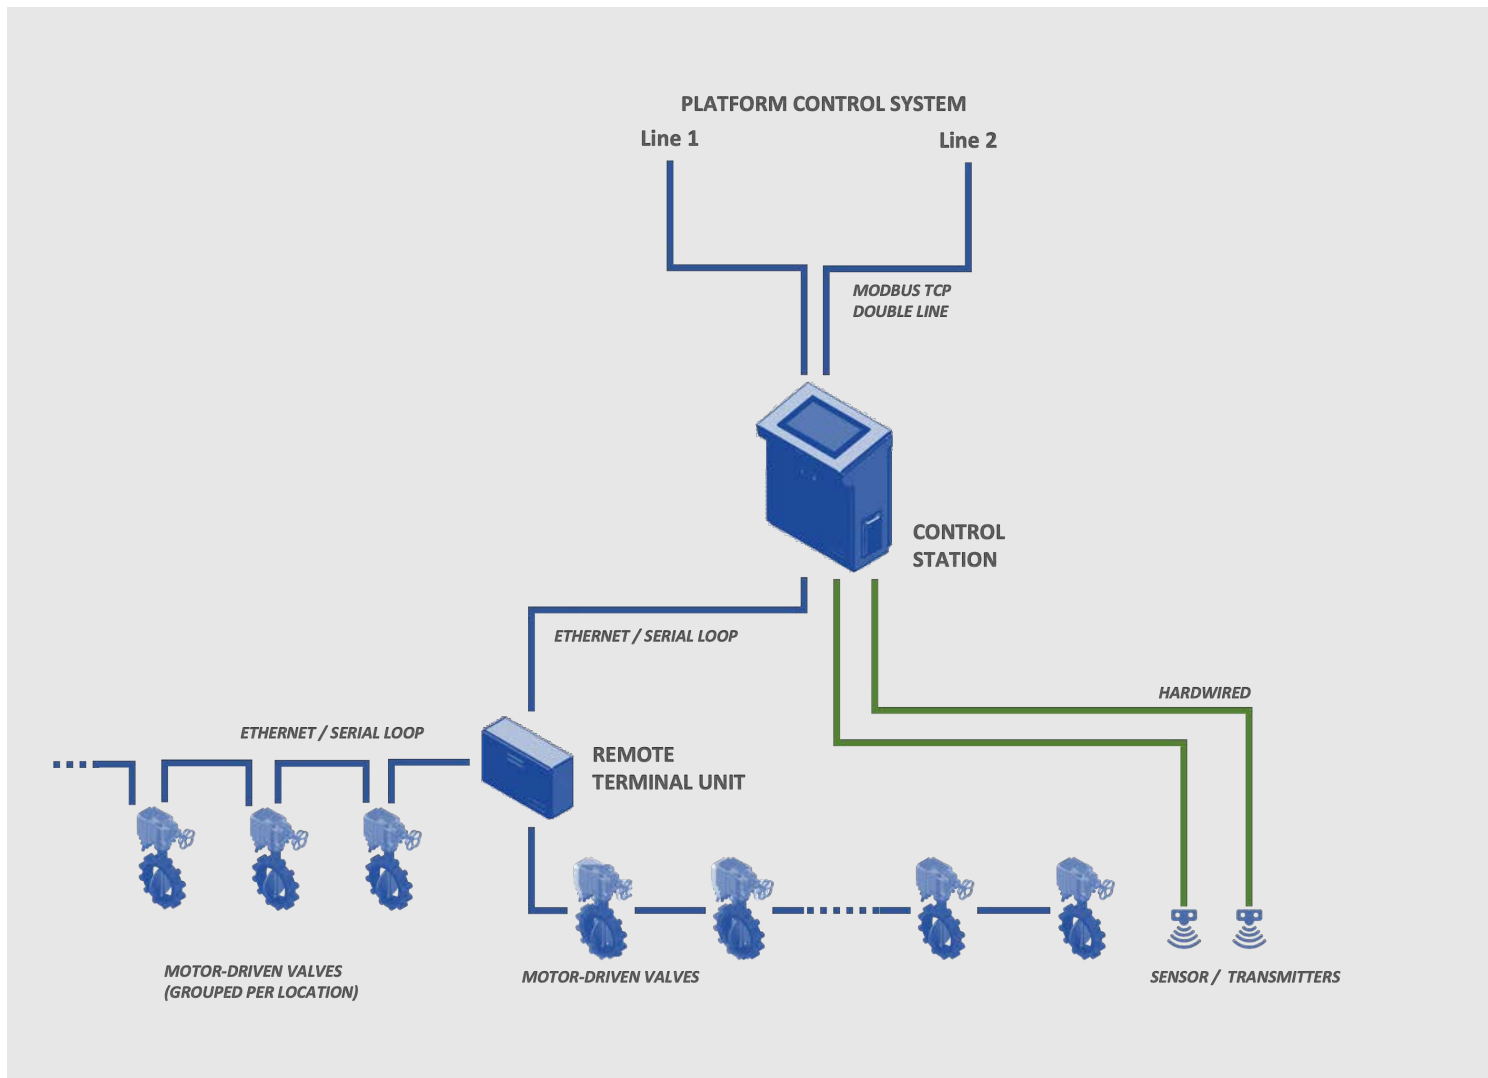 PLATFORM CONTROL SYSTEM
Line 1
Line 2
MODBUS TCP
DOUBLE LINE
CONTROL
STATION
ETHERNET / SERIAL LOOP
HARDWIRED
ETHERNET / SERIAL LOOP
REMOTE
TERMINAL UNIT
MOTOR-DRIVEN VALVES
(GROUPED PER LOCATION)
MOTOR-DRIVEN VALVES
SENSOR / TRANSMITTERS